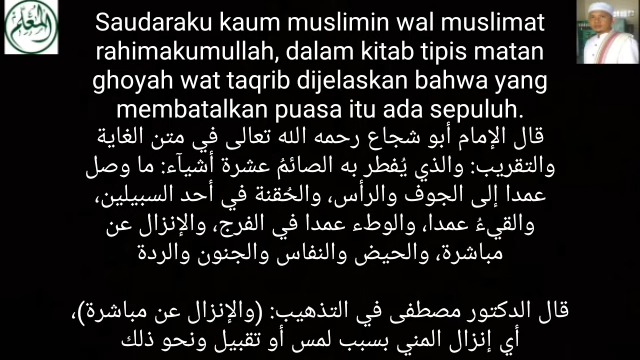 Saudaraku kaum muslimin wal muslimat
rahimakumullah, dalam kitab tipis matan
ghoyah wat taqrib dijelaskan bahwa yang
membatalkan puasa itu ada sepuluh.
قال الإمام أبو شجاع رحمه الله تعالى في متن الغاية
والتقريب: والذي يُفطر به الصائمُ عشرة أشيآء: ما وصل
عمدا إلى الجوف والرأس، والحُقنة في أحد السبيلين،
والقيءُ عمدا، والوطء عمدا في الفرج، والإنزال عن
مباشرة، والحيض والنفاس والجنون والردة
قال الدكتور مصطفى في التذهيب: (والإنزال عن مباشرة)،
أي إنزال المني بسبب لمس أو تقبيل ونحو ذلك